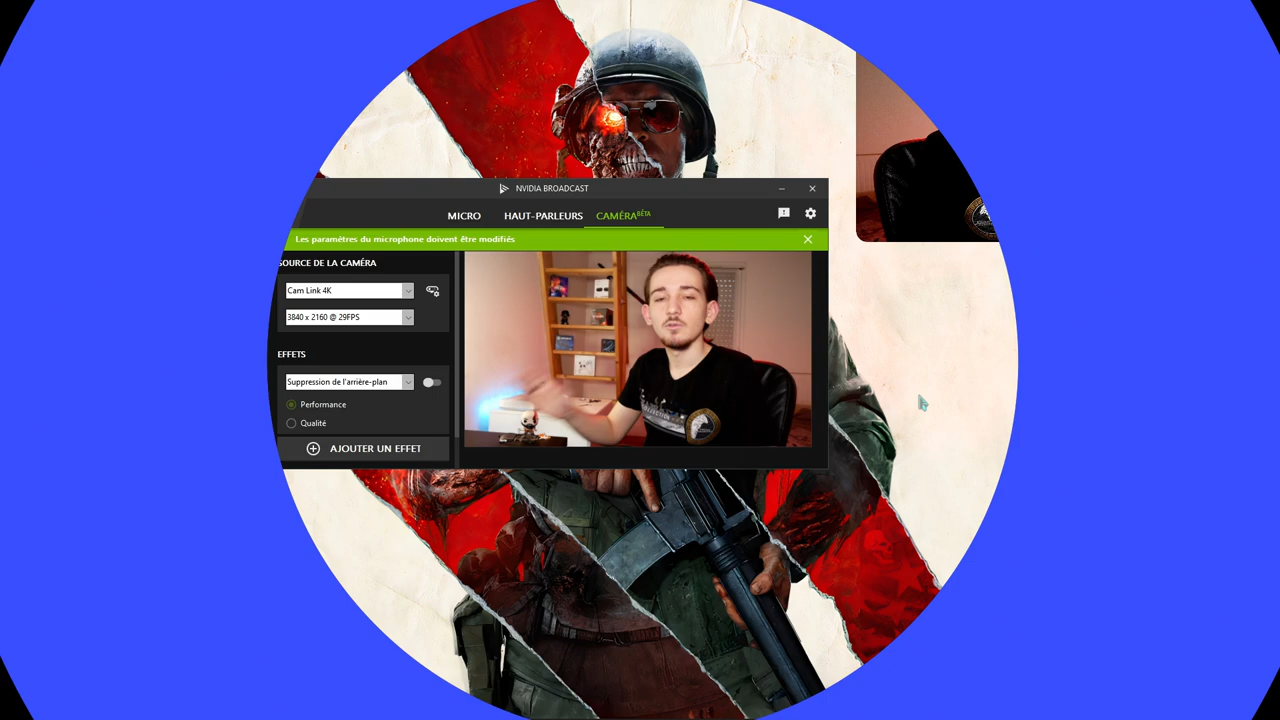 NVIDIA BROADCAST
MICRO HAUT-PARLEURS CAMÉRA BÊTA
Les paramètres du microphone doivent être modifiés
SOURCE DE LA CAMÉRA
Cam Link 4K
3840 x 2160 @ 29FPS
EFFETS
Suppression de l'arrière-plan
Performance
Qualité
AJOUTER UN EFFET